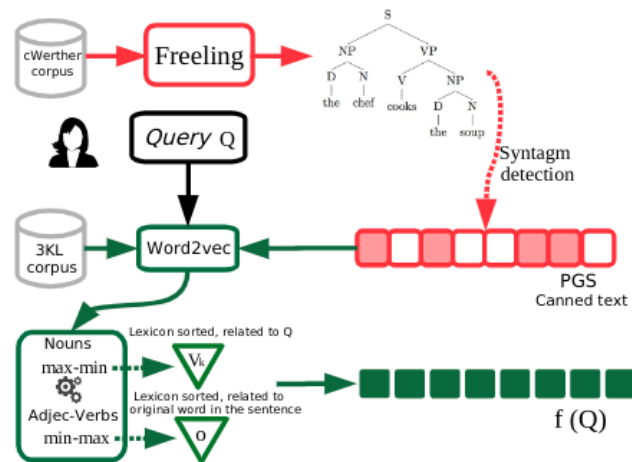 cWerther
corpus
Freeling
S
NP VP
D N V NP
the chef cooks D N
the soup
Query Q
Syntagm
detection
3KL
corpus
Word2vec
PGS
Canned text
Nouns
max-min
Adjec-Verbs
min-max
Lexicon sorted, related to Q
Vk
Lexicon sorted, related to
original word in the sentence
o
f (Q)